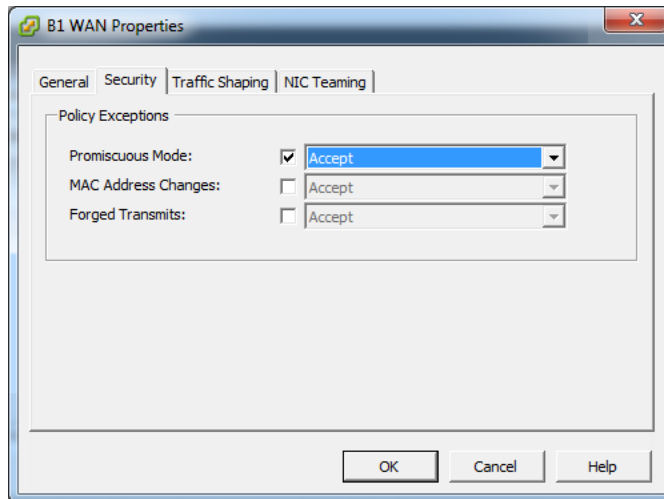 B1 WAN Properties
General Security Traffic Shaping NIC Teaming
Policy Exceptions
Promiscuous Mode: Accept
MAC Address Changes: Accept
Forged Transmits: Accept
OK Cancel Help